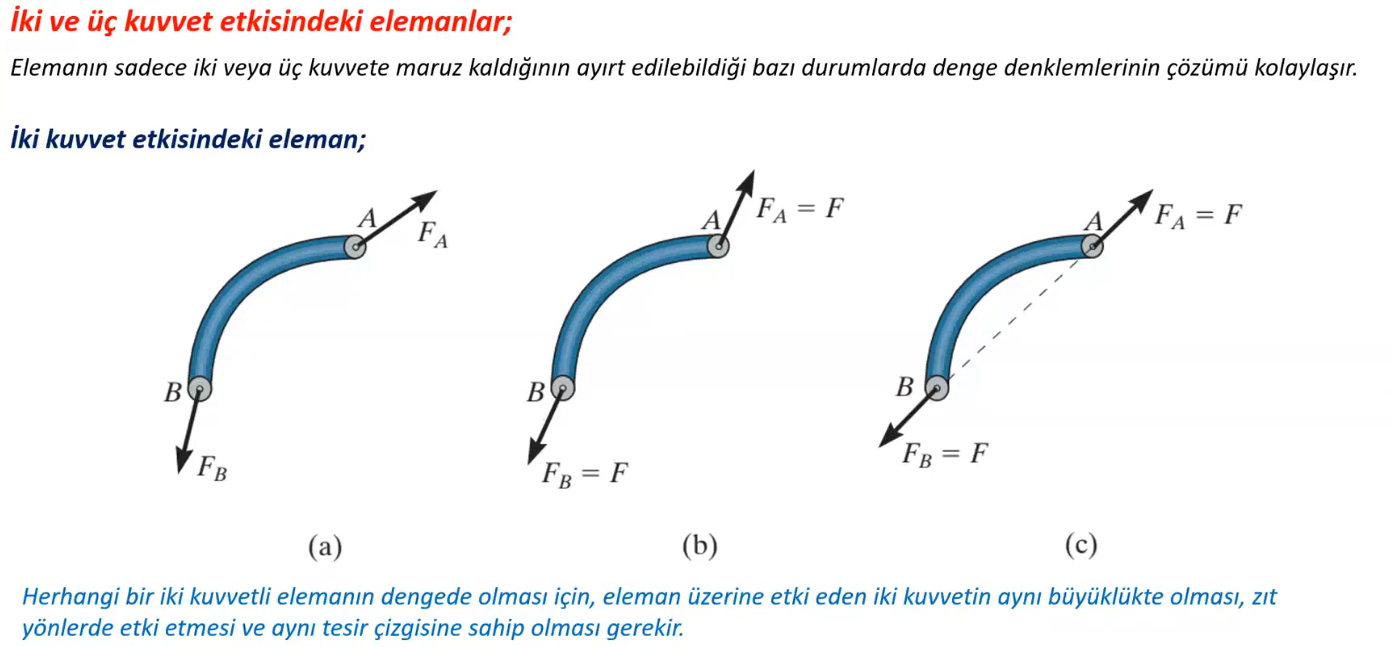 İki ve üç kuvvet etkisindeki elemanlar;
Elemanın sadece iki veya üç kuvvete maruz kaldığının ayırt edilebildiği bazı durumlarda denge denklemlerinin çözümü kolaylaşır.
İki kuvvet etkisindeki eleman;
A
F_A
B
F_B
(a)
A
F_A = F
B
F_B = F
(b)
A
F_A = F
B
F_B = F
(c)
Herhangi bir iki kuvvetli elemanın dengede olması için, eleman üzerine etki eden iki kuvvetin aynı büyüklükte olması, zıt
yönlerde etki etmesi ve aynı tesir çizgisine sahip olması gerekir.